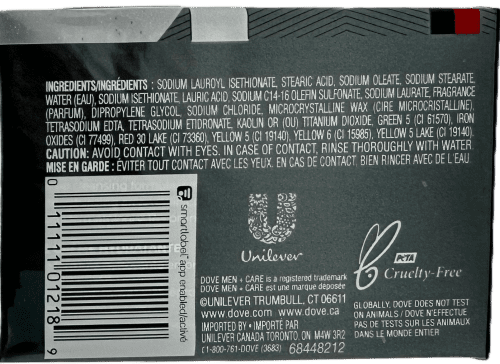 INGREDIENTS/INGRÉDIENTS : SODIUM LAUROYL ISETHIONATE, STEARIC ACID, SODIUM OLEATE, SODIUM STEARATE,
WATER (EAU), SODIUM ISETHIONATE, LAURIC ACID, SODIUM C14-16 OLEFIN SULFONATE, SODIUM LAURATE, FRAGRANCE
(PARFUM), DIPROPYLENE GLYCOL, SODIUM CHLORIDE, MICROCRYSTALLINE WAX (CIRE MICROCRISTALLINE),
TETRASODIUM EDTA, TETRASODIUM ETIDRONATE, KAOLIN OR (OU) TITANIUM DIOXIDE, GREEN 5 (CI 61570), IRON
OXIDES (CI 77499), RED 30 LAKE (CI 73360), YELLOW 5 (CI 19140), YELLOW 6 (CI 15985), YELLOW 5 LAKE (CI 19140).
CAUTION: AVOID CONTACT WITH EYES. IN CASE OF CONTACT, RINSE THOROUGHLY WITH WATER.
MISE EN GARDE : ÉVITER TOUT CONTACT AVEC LES YEUX. EN CAS DE CONTACT, BIEN RINCER AVEC DE L'EAU.
0 11111 01218 9
smartlabel app enabled/activé
Unilever
DOVE MEN + CARE is a registered trademark
DOVE MEN + CARE est une marque déposée
©UNILEVER TRUMBULL, CT 06611
www.dove.com www.dove.ca
IMPORTED BY • IMPORTÉ PAR
UNILEVER CANADA TORONTO, ON M4W 3R2
1-800-761-DOVE (3683) 68448212
PETA
Cruelty-Free
GLOBALLY, DOVE DOES NOT TEST
ON ANIMALS / DOVE N'EFFECTUE
PAS DE TESTS SUR LES ANIMAUX
DANS LE MONDE ENTIER